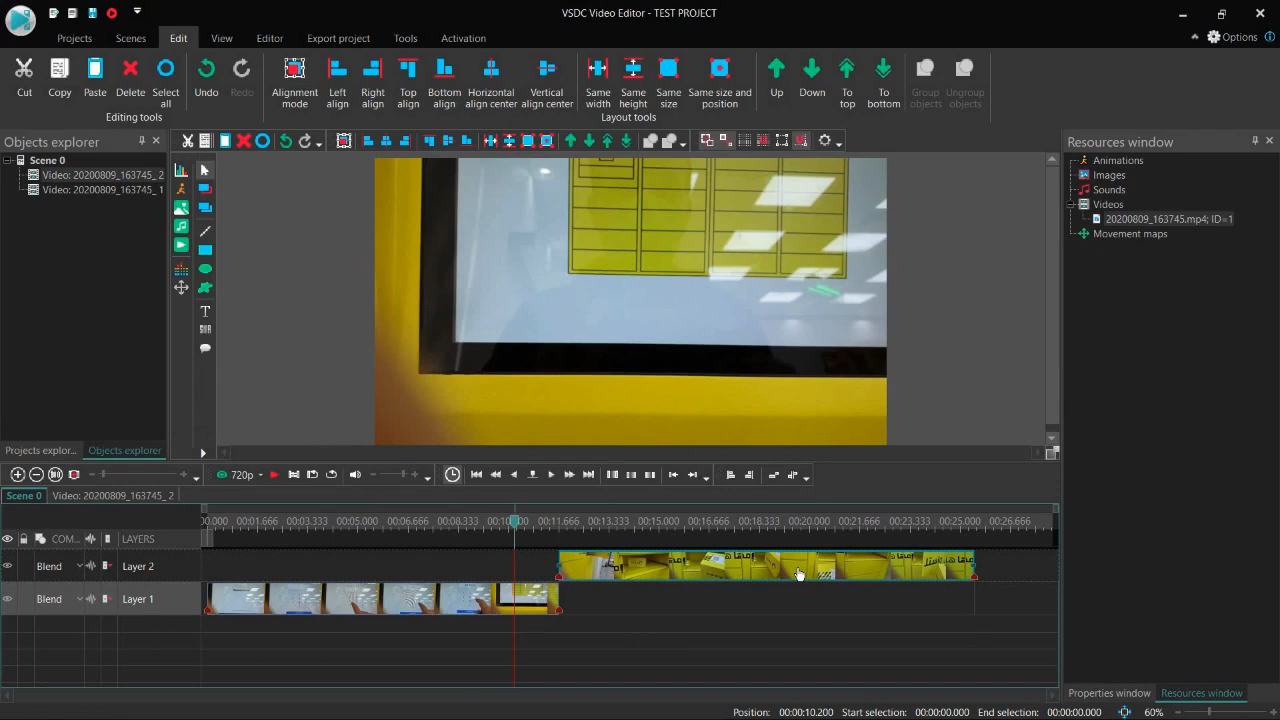 VSDC Video Editor - TEST PROJECT
Projects Scenes Edit View Editor Export project Tools Activation
Options
Cut Copy Paste Delete Select all Undo Redo
Alignment mode Left align Right align Top align Bottom align Horizontal align center Vertical align center
Same width Same height Same size Same size and position
Up Down To top To bottom Group objects Ungroup objects
Editing tools
Layout tools
Objects explorer
Resources window
Scene 0
Video: 20200809_163745_ 2
Video: 20200809_163745_ 1
Animations
Images
Sounds
Videos
20200809_163745.mp4; ID=1
Movement maps
Projects explor... Objects explorer
720p
Scene 0 Video: 20200809_163745_ 2
00:01.666 00:03.333 00:05.000 00:06.666 00:08.333 00:11.666 00:13.333 00:15.000 00:16.666 00:18.333 00:20.000 00:21.666 00:23.333 00:25.000 00:26.666
COM... LAYERS
Blend Layer 2
Blend Layer 1
Properties window Resources window
Position: 00:00:10.200 Start selection: 00:00:00.000 End selection: 00:00:00.000 60%